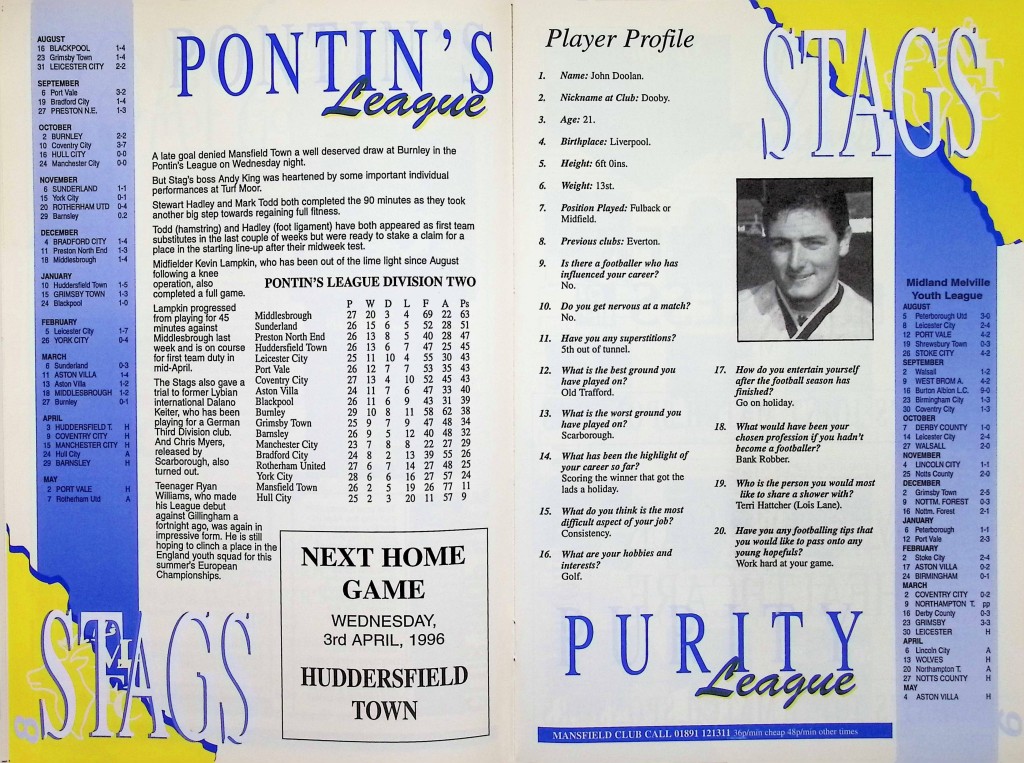 AUGUST
16 BLACKPOOL 1-4
23 Grimsby Town 1-4
31 LEICESTER CITY 2-2
SEPTEMBER
6 Port Vale 3-2
19 Bradford City 1-4
27 PRESTON N.E. 1-3
OCTOBER
2 BURNLEY 2-2
10 Coventry City 3-7
16 HULL CITY 0-0
24 Manchester City 0-0
NOVEMBER
6 SUNDERLAND 1-1
15 York City 0-1
20 ROTHERHAM UTD 0-4
29 Barnsley 0.2
DECEMBER
4 BRADFORD CITY 1-4
11 Preston North End 1-3
18 Middlesbrough 1-4
JANUARY
10 Huddersfield Town 1-5
15 GRIMSBY TOWN 1-3
24 Blackpool 1-0
FEBRUARY
5 Leicester City 1-7
26 YORK CITY 0-4
MARCH
6 Sunderland 0-3
11 ASTON VILLA 1-4
13 Aston Villa 1-2
18 MIDDLESBROUGH 1-2
27 Burnley 0-1
APRIL
3 HUDDERSFIELD T. H
9 COVENTRY CITY H
15 MANCHESTER CITY H
24 Hull City A
29 BARNSLEY H
MAY
2 PORT VALE H
7 Rotherham Utd A
PONTIN'S
League
A late goal denied Mansfield Town a well deserved draw at Burnley in the
Pontin's League on Wednesday night.
But Stag's boss Andy King was heartened by some important individual
performances at Turf Moor.
Stewart Hadley and Mark Todd both completed the 90 minutes as they took
another big step towards regaining full fitness.
Todd (hamstring) and Hadley (foot ligament) have both appeared as first team
substitutes in the last couple of weeks but were ready to stake a claim for a
place in the starting line-up after their midweek test.
Midfielder Kevin Lampkin, who has been out of the lime light since August
following a knee
operation, also
completed a full game.
Lampkin progressed
from playing for 45
minutes against
Middlesbrough last
week and is on course
for first team duty in
mid-April.
The Stags also gave a
trial to former Lybian
international Dalano
Keiter, who has been
playing for a German
Third Division club.
And Chris Myers,
released by
Scarborough, also
turned out.
Teenager Ryan
Williams, who made
his League debut
against Gillingham a
fortnight ago, was again in
impressive form. He is still
hoping to clinch a place in the
England youth squad for this
summer's European
Championships.
PONTIN'S LEAGUE DIVISION TWO
P W D L F A Ps
Middlesbrough 27 20 3 4 69 22 63
Sunderland 26 15 6 5 52 28 51
Preston North End 26 13 8 5 40 28 47
Huddersfield Town 26 13 6 7 47 25 45
Leicester City 25 11 10 4 55 30 43
Port Vale 26 12 7 7 53 35 43
Coventry City 27 13 4 10 52 45 43
Aston Villa 24 11 7 6 47 33 40
Blackpool 26 11 6 9 43 31 39
Burnley 29 10 8 11 58 62 38
Grimsby Town 25 9 7 9 47 48 34
Barnsley 26 9 5 12 40 48 32
Manchester City 23 7 8 8 22 27 29
Bradford City 24 8 2 13 39 55 26
Rotherham United 27 6 7 14 27 48 25
York City 28 6 6 16 27 57 24
Mansfield Town 26 2 5 19 26 77 11
Hull City 25 2 3 20 11 57 9
NEXT HOME
GAME
WEDNESDAY,
3rd APRIL, 1996
HUDDERSFIELD
TOWN
STAGS
8
Player Profile
1. Name: John Doolan.
2. Nickname at Club: Dooby.
3. Age: 21.
4. Birthplace: Liverpool.
5. Height: 6ft 0ins.
6. Weight: 13st.
7. Position Played: Fulback or
Midfield.
8. Previous clubs: Everton.
9. Is there a footballer who has
influenced your career?
No.
10. Do you get nervous at a match?
No.
11. Have you any superstitions?
5th out of tunnel.
12. What is the best ground you
have played on?
Old Trafford.
13. What is the worst ground you
have played on?
Scarborough.
14. What has been the highlight of
your career so far?
Scoring the winner that got the
lads a holiday.
15. What do you think is the most
difficult aspect of your job?
Consistency.
16. What are your hobbies and
interests?
Golf.
17. How do you entertain yourself
after the football season has
finished?
Go on holiday.
18. What would have been your
chosen profession if you hadn't
become a footballer?
Bank Robber.
19. Who is the person you would most
like to share a shower with?
Terri Hattcher (Lois Lane).
20. Have you any footballing tips that
you would like to pass onto any
young hopefuls?
Work hard at your game.
STAGS
PURITY
League
MANSFIELD CLUB CALL 01891 121311 36p/min cheap 48p/min other times
Midland Melville
Youth League
AUGUST
5 Peterborough Utd 3-0
8 Leicester City 2-4
12 PORT VALE 4-2
19 Shrewsbury Town 0-3
26 STOKE CITY 4-2
SEPTEMBER
2 Walsall 1-2
9 WEST BROM A. 4-2
16 Burton Albion L.C. 9-0
23 Birmingham City 1-3
30 Coventry City 1-3
OCTOBER
7 DERBY COUNTY 1-0
14 Leicester City 2-4
27 WALSALL 2-0
NOVEMBER
4 LINCOLN CITY 1-1
25 Notts County 2-0
DECEMBER
2 Grimsby Town 2-5
9 NOTTM. FOREST 0-3
16 Nottm. Forest 2-1
JANUARY
6 Peterborough 1-1
12 Port Vale 2-3
FEBRUARY
2 Stoke City 2-4
17 ASTON VILLA 0-2
24 BIRMINGHAM 0-1
MARCH
2 COVENTRY CITY 0-2
9 NORTHAMPTON T. pp
16 Derby County 0-3
23 GRIMSBY 3-3
30 LEICESTER H
APRIL
6 Lincoln City A
13 WOLVES H
20 Northampton T. A
27 NOTTS COUNTY H
MAY
4 ASTON VILLA H
9